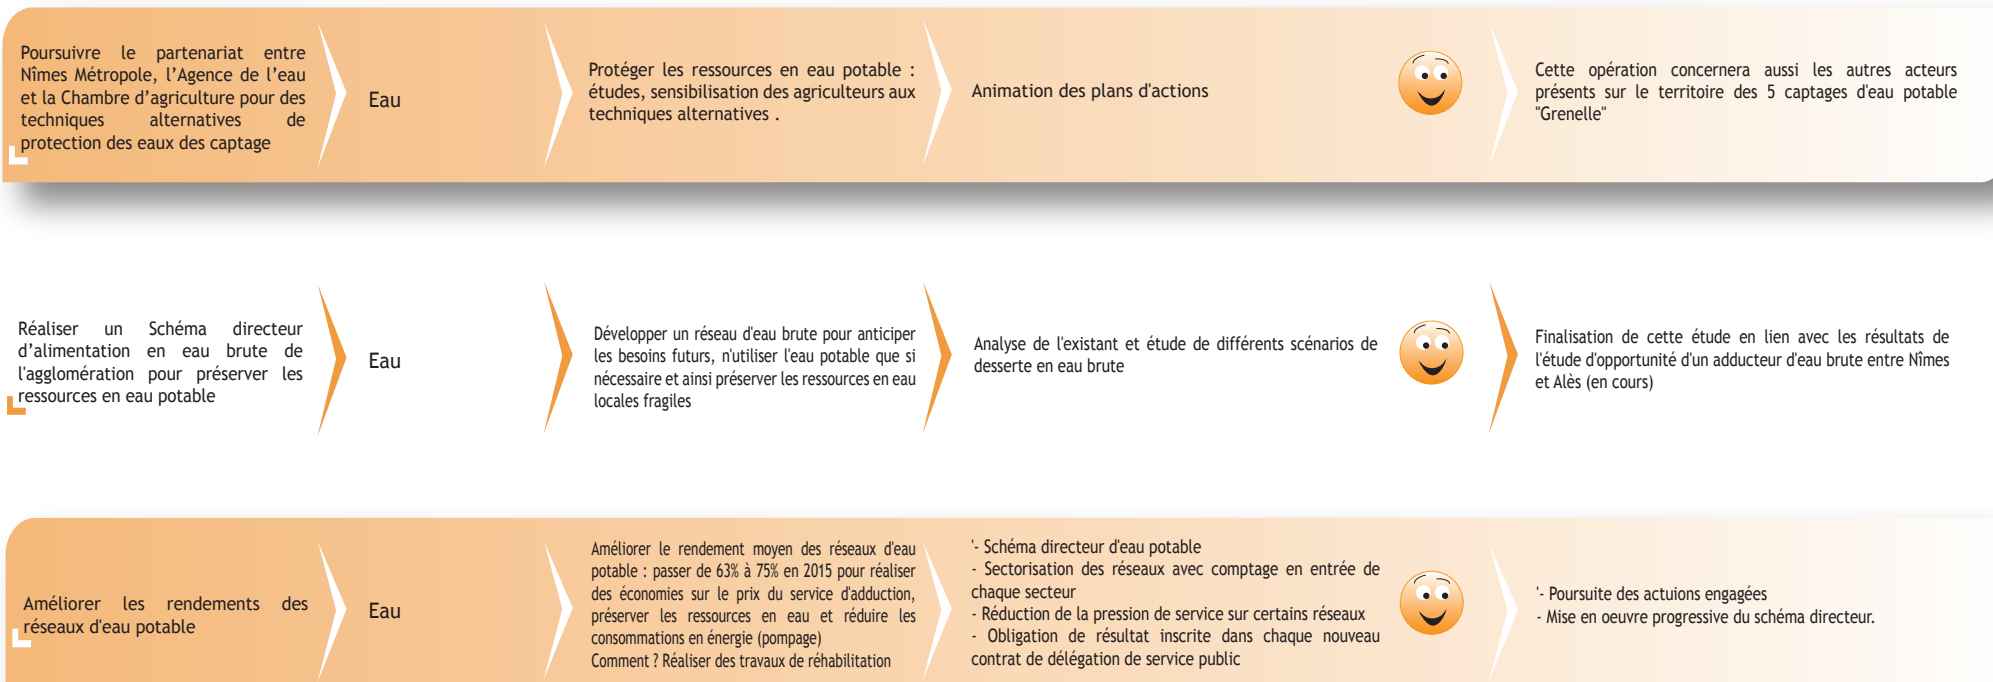 Poursuivre le partenariat entre
Nîmes Métropole, l’Agence de l’eau
et la Chambre d’agriculture pour des
techniques alternatives de
protection des eaux des captage
Eau
Protéger les ressources en eau potable :
études, sensibilisation des agriculteurs aux
techniques alternatives .
Animation des plans d'actions
Cette opération concernera aussi les autres acteurs
présents sur le territoire des 5 captages d'eau potable
"Grenelle"
Réaliser un Schéma directeur
d’alimentation en eau brute de
l'agglomération pour préserver les
ressources en eau potable
Eau
Développer un réseau d'eau brute pour anticiper
les besoins futurs, n'utiliser l'eau potable que si
nécessaire et ainsi préserver les ressources en eau
locales fragiles
Analyse de l'existant et étude de différents scénarios de
desserte en eau brute
Finalisation de cette étude en lien avec les résultats de
l'étude d'opportunité d'un adducteur d'eau brute entre Nîmes
et Alès (en cours)
Améliorer les rendements des
réseaux d'eau potable
Eau
Améliorer le rendement moyen des réseaux d'eau
potable : passer de 63% à 75% en 2015 pour réaliser
des économies sur le prix du service d'adduction,
préserver les ressources en eau et réduire les
consommations en énergie (pompage)
Comment ? Réaliser des travaux de réhabilitation
'- Schéma directeur d'eau potable
- Sectorisation des réseaux avec comptage en entrée de
chaque secteur
- Réduction de la pression de service sur certains réseaux
- Obligation de résultat inscrite dans chaque nouveau
contrat de délégation de service public
'- Poursuite des actuions engagées
- Mise en oeuvre progressive du schéma directeur.